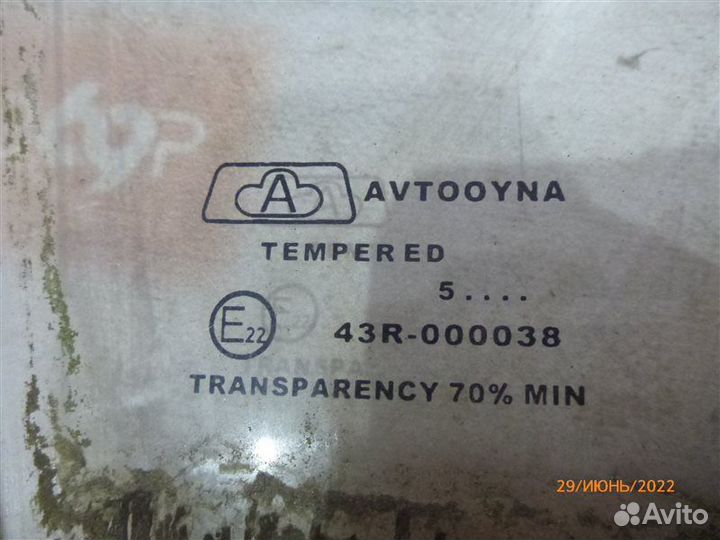 A AVTOOYNA
TEMPERED
5....
E22 43R-000038
TRANSPARENCY 70% MIN
29/ИЮНЬ/2022
Avito